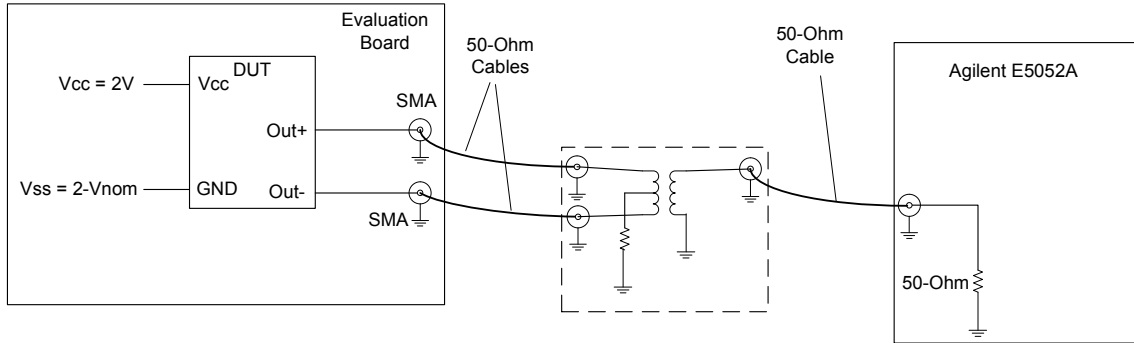 Evaluation
Board
DUT
Vcc = 2V
Vcc
Out+
Vss = 2-Vnom
GND
Out-
SMA
SMA
50-Ohm
Cables
50-Ohm
Cable
Agilent E5052A
50-Ohm